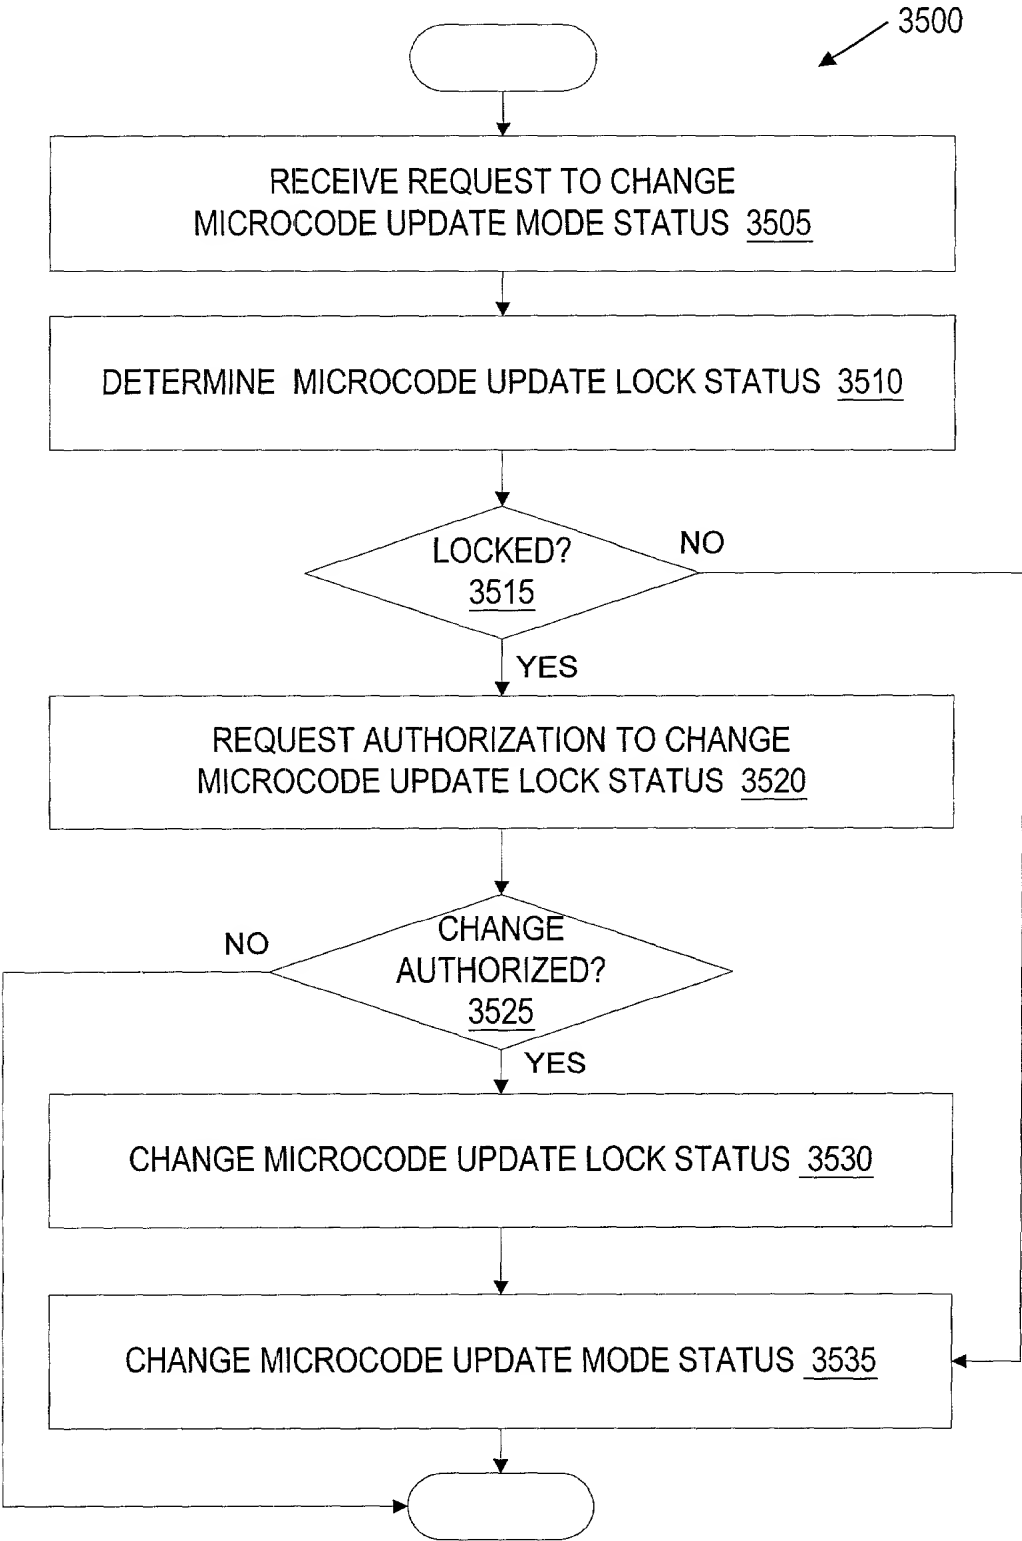 3500
RECEIVE REQUEST TO CHANGE
MICROCODE UPDATE MODE STATUS 3505
DETERMINE MICROCODE UPDATE LOCK STATUS 3510
LOCKED?
3515
NO
YES
REQUEST AUTHORIZATION TO CHANGE
MICROCODE UPDATE LOCK STATUS 3520
CHANGE
AUTHORIZED?
3525
NO
YES
CHANGE MICROCODE UPDATE LOCK STATUS 3530
CHANGE MICROCODE UPDATE MODE STATUS 3535